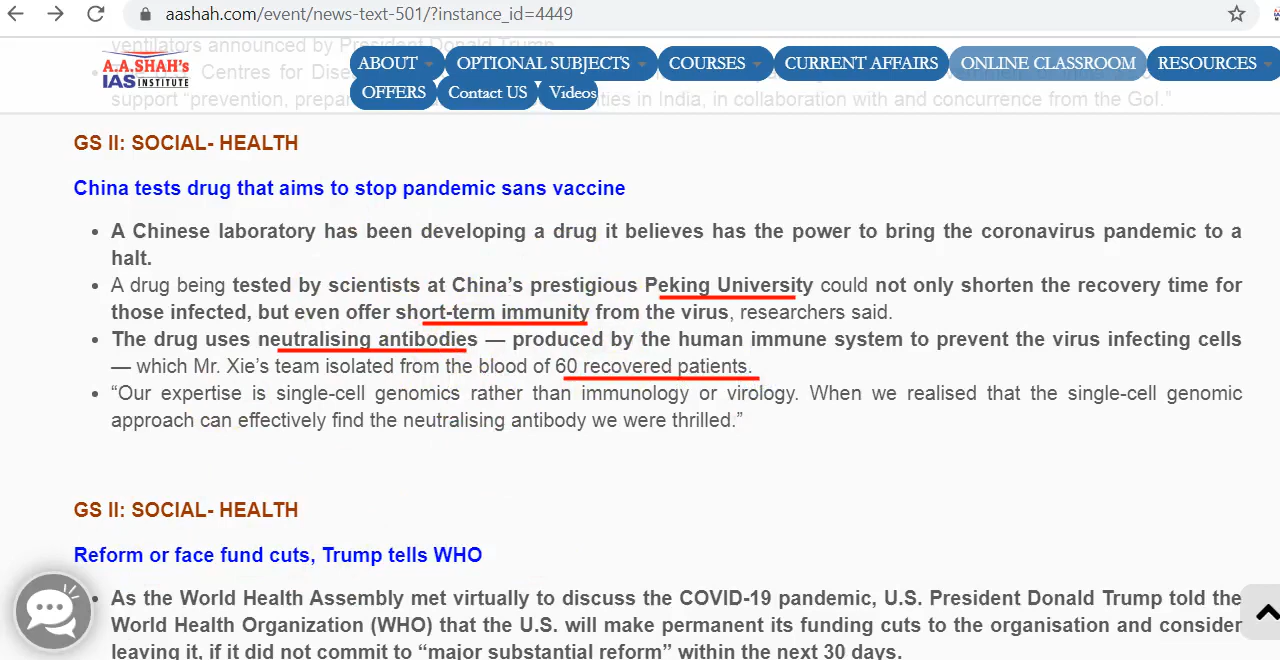 aashah.com/event/news-text-501/?instance_id=4449
ventilators announced by President Donald Trump.
A.A.SHAH's
IAS INSTITUTE
ABOUT OPTIONAL SUBJECTS COURSES CURRENT AFFAIRS ONLINE CLASSROOM RESOURCES
OFFERS Contact US Videos
Centres for Dise
support “prevention, prepar ties in India, in collaboration with and concurrence from the GoI.”
GS II: SOCIAL- HEALTH
China tests drug that aims to stop pandemic sans vaccine
• A Chinese laboratory has been developing a drug it believes has the power to bring the coronavirus pandemic to a
halt.
• A drug being tested by scientists at China’s prestigious Peking University could not only shorten the recovery time for
those infected, but even offer short-term immunity from the virus, researchers said.
• The drug uses neutralising antibodies — produced by the human immune system to prevent the virus infecting cells
— which Mr. Xie’s team isolated from the blood of 60 recovered patients.
• “Our expertise is single-cell genomics rather than immunology or virology. When we realised that the single-cell genomic
approach can effectively find the neutralising antibody we were thrilled.”
GS II: SOCIAL- HEALTH
Reform or face fund cuts, Trump tells WHO
• As the World Health Assembly met virtually to discuss the COVID-19 pandemic, U.S. President Donald Trump told the
World Health Organization (WHO) that the U.S. will make permanent its funding cuts to the organisation and consider
leaving it, if it did not commit to “major substantial reform” within the next 30 days.